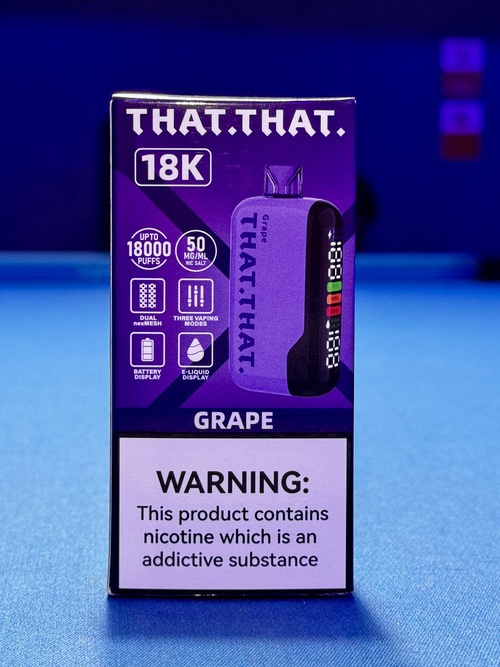 THAT.THAT.
18K
UPTO
18000
PUFFS
50
MG/ML
NIC SALT
DUAL
nexMESH
THREE VAPING
MODES
BATTERY
DISPLAY
E-LIQUID
DISPLAY
Grape
THAT.THAT.
GRAPE
WARNING:
This product contains
nicotine which is an
addictive substance